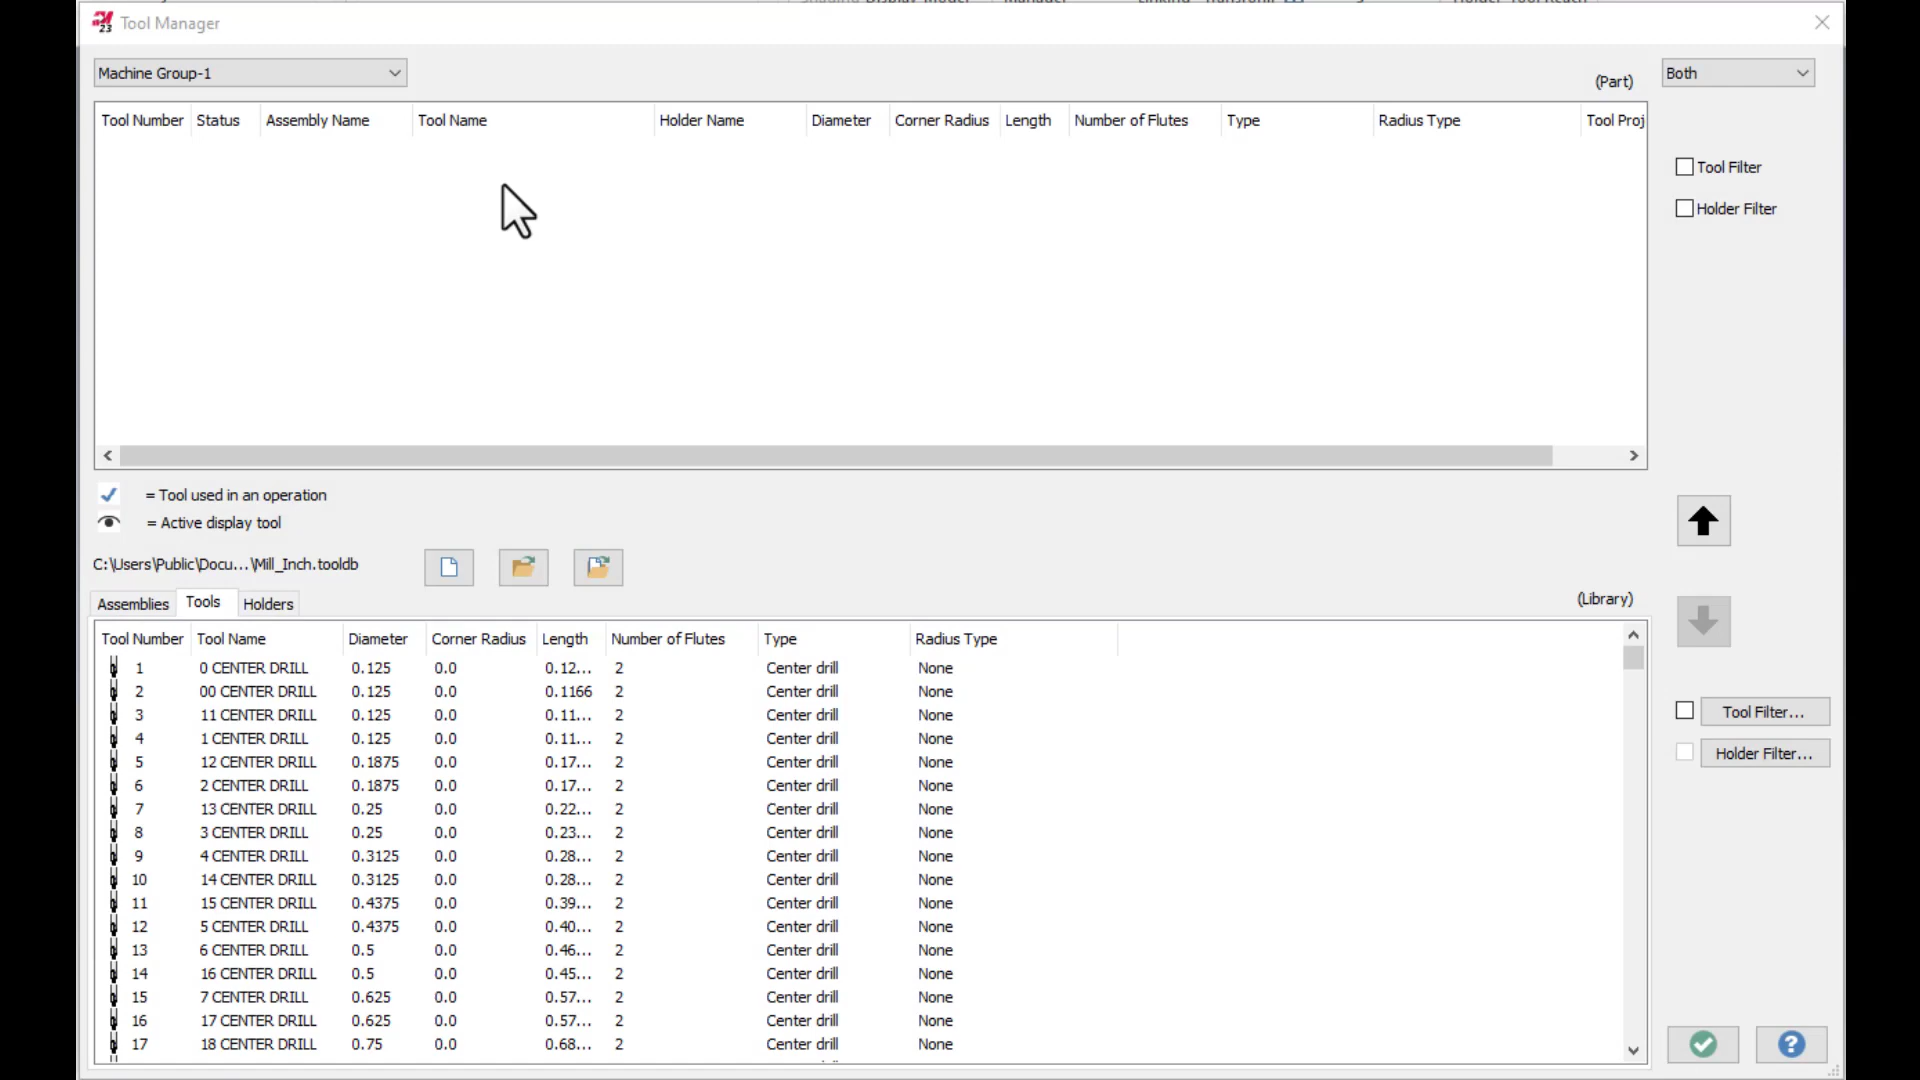 23 Tool Manager
Machine Group-1
(Part)
Both
Tool Number Status Assembly Name Tool Name Holder Name Diameter Corner Radius Length Number of Flutes Type Radius Type Tool Proj
Tool Filter
Holder Filter
= Tool used in an operation
= Active display tool
C:\Users\Public\Docu...\Mill_Inch.tooldb
Assemblies Tools Holders
(Library)
Tool Number Tool Name Diameter Corner Radius Length Number of Flutes Type Radius Type
1 0 CENTER DRILL 0.125 0.0 0.12... 2 Center drill None
2 00 CENTER DRILL 0.125 0.0 0.1166 2 Center drill None
3 11 CENTER DRILL 0.125 0.0 0.11... 2 Center drill None
4 1 CENTER DRILL 0.125 0.0 0.11... 2 Center drill None
5 12 CENTER DRILL 0.1875 0.0 0.17... 2 Center drill None
6 2 CENTER DRILL 0.1875 0.0 0.17... 2 Center drill None
7 13 CENTER DRILL 0.25 0.0 0.22... 2 Center drill None
8 3 CENTER DRILL 0.25 0.0 0.23... 2 Center drill None
9 4 CENTER DRILL 0.3125 0.0 0.28... 2 Center drill None
10 14 CENTER DRILL 0.3125 0.0 0.28... 2 Center drill None
11 15 CENTER DRILL 0.4375 0.0 0.39... 2 Center drill None
12 5 CENTER DRILL 0.4375 0.0 0.40... 2 Center drill None
13 6 CENTER DRILL 0.5 0.0 0.46... 2 Center drill None
14 16 CENTER DRILL 0.5 0.0 0.45... 2 Center drill None
15 7 CENTER DRILL 0.625 0.0 0.57... 2 Center drill None
16 17 CENTER DRILL 0.625 0.0 0.57... 2 Center drill None
17 18 CENTER DRILL 0.75 0.0 0.68... 2 Center drill None
Tool Filter...
Holder Filter...